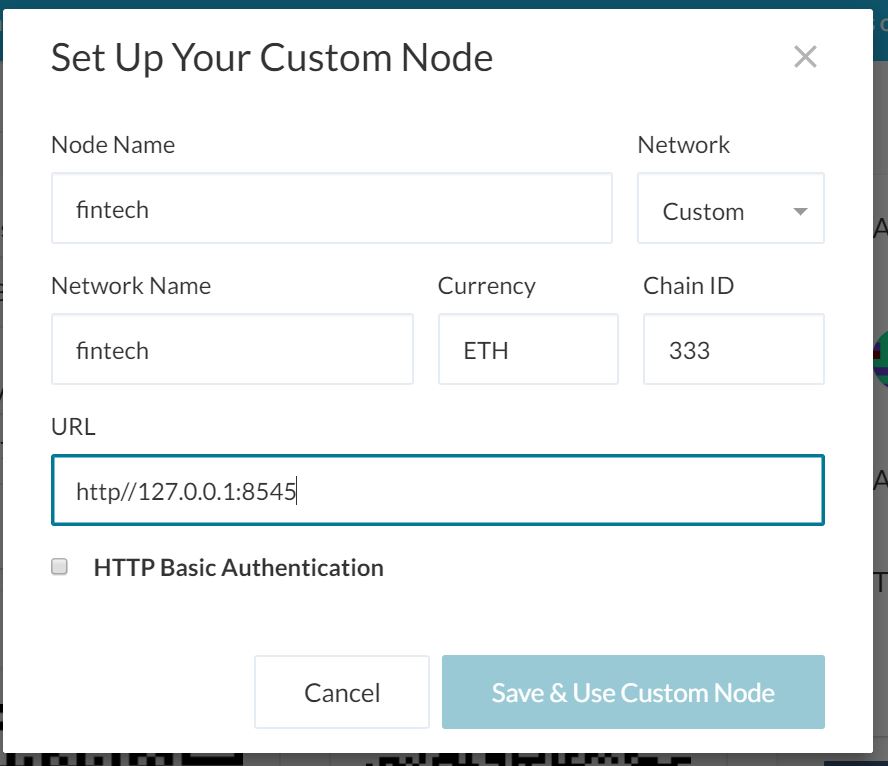 Set Up Your Custom Node
Node Name
Network
fintech
Custom
Network Name
Currency
Chain ID
fintech
ETH
333
URL
http//127.0.0.1:8545
HTTP Basic Authentication
Cancel
Save & Use Custom Node